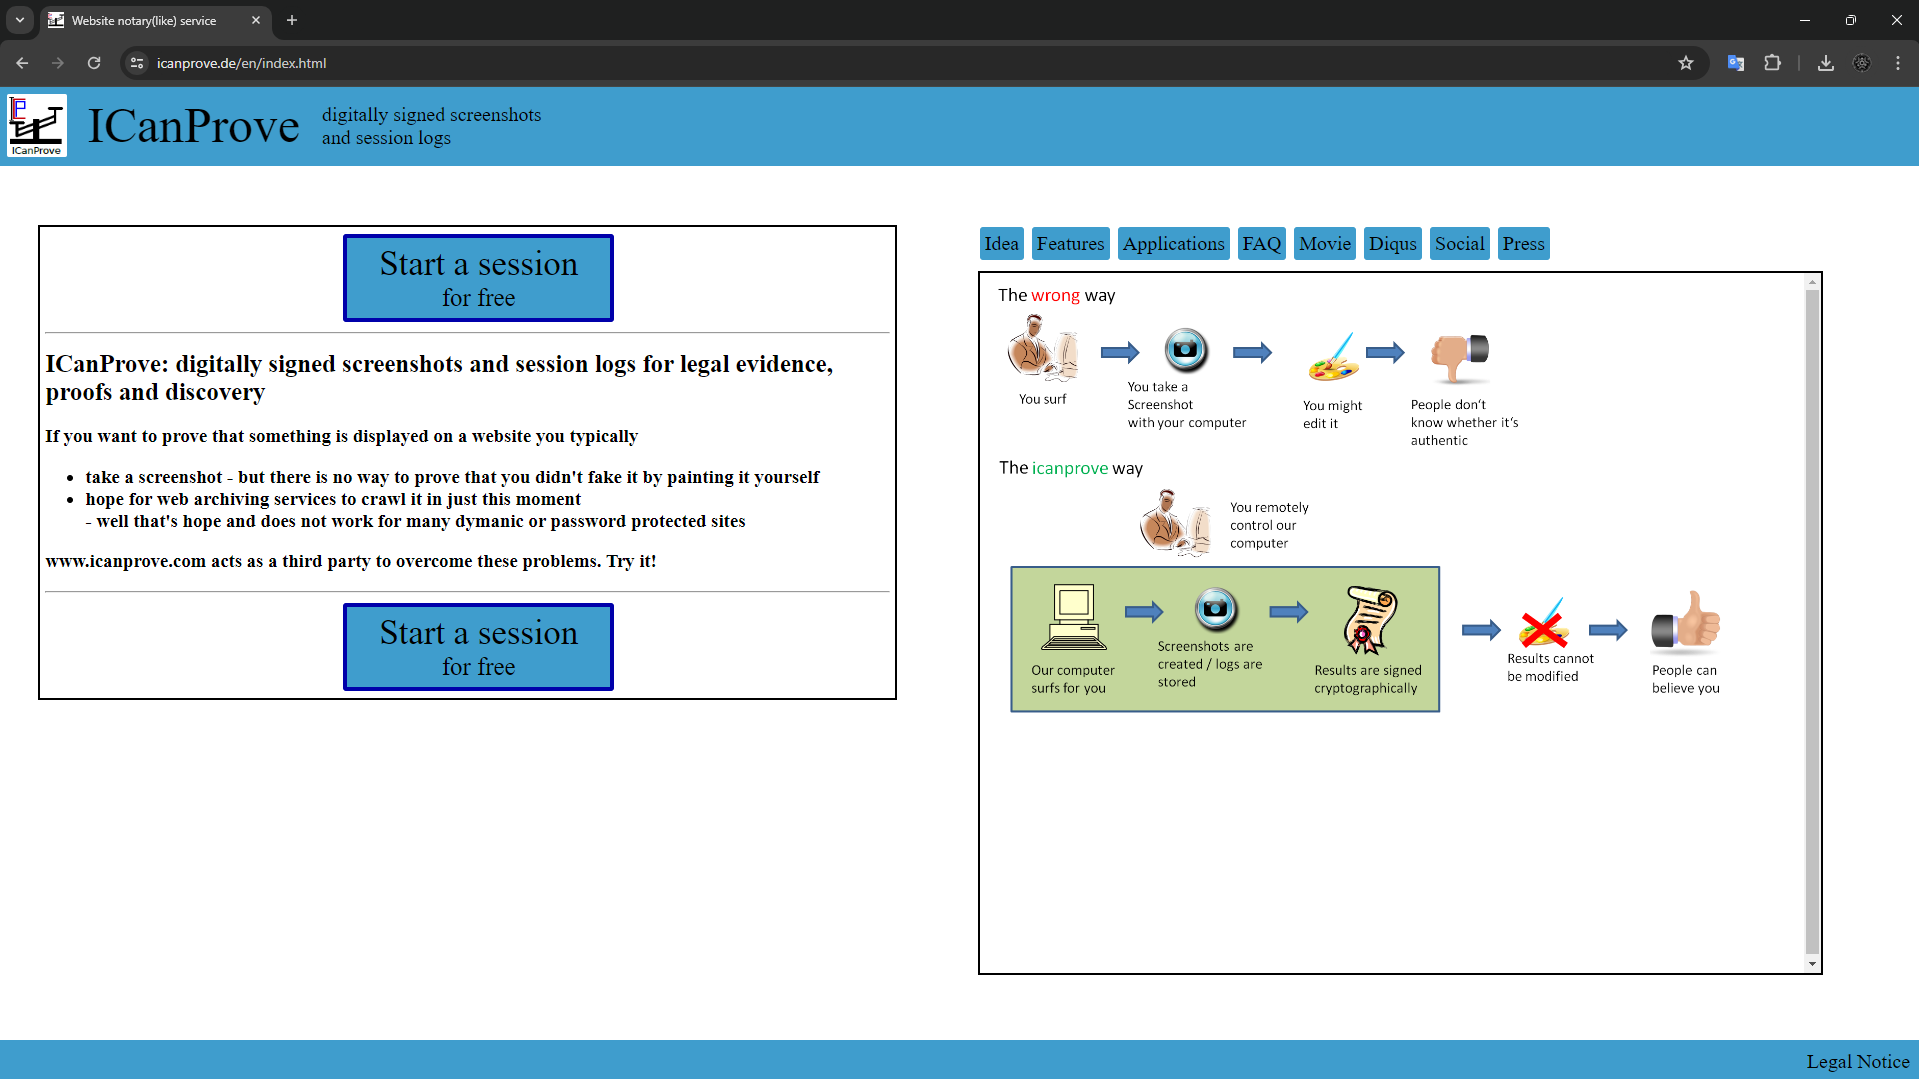 Website notary(like) service
icanprove.de/en/index.html
ICanProve
ICanProve
digitally signed screenshots
and session logs
Start a session
for free
ICanProve: digitally signed screenshots and session logs for legal evidence,
proofs and discovery
If you want to prove that something is displayed on a website you typically
take a screenshot - but there is no way to prove that you didn't fake it by painting it yourself
hope for web archiving services to crawl it in just this moment
- well that's hope and does not work for many dymanic or password protected sites
www.icanprove.com acts as a third party to overcome these problems. Try it!
Start a session
for free
Idea Features Applications FAQ Movie Diqus Social Press
The wrong way
You surf
You take a
Screenshot
with your computer
You might
edit it
People don't
know whether it's
authentic
The icanprove way
You remotely
control our
computer
Our computer
surfs for you
Screenshots are
created / logs are
stored
Results are signed
cryptographically
Results cannot
be modified
People can
believe you
Legal Notice